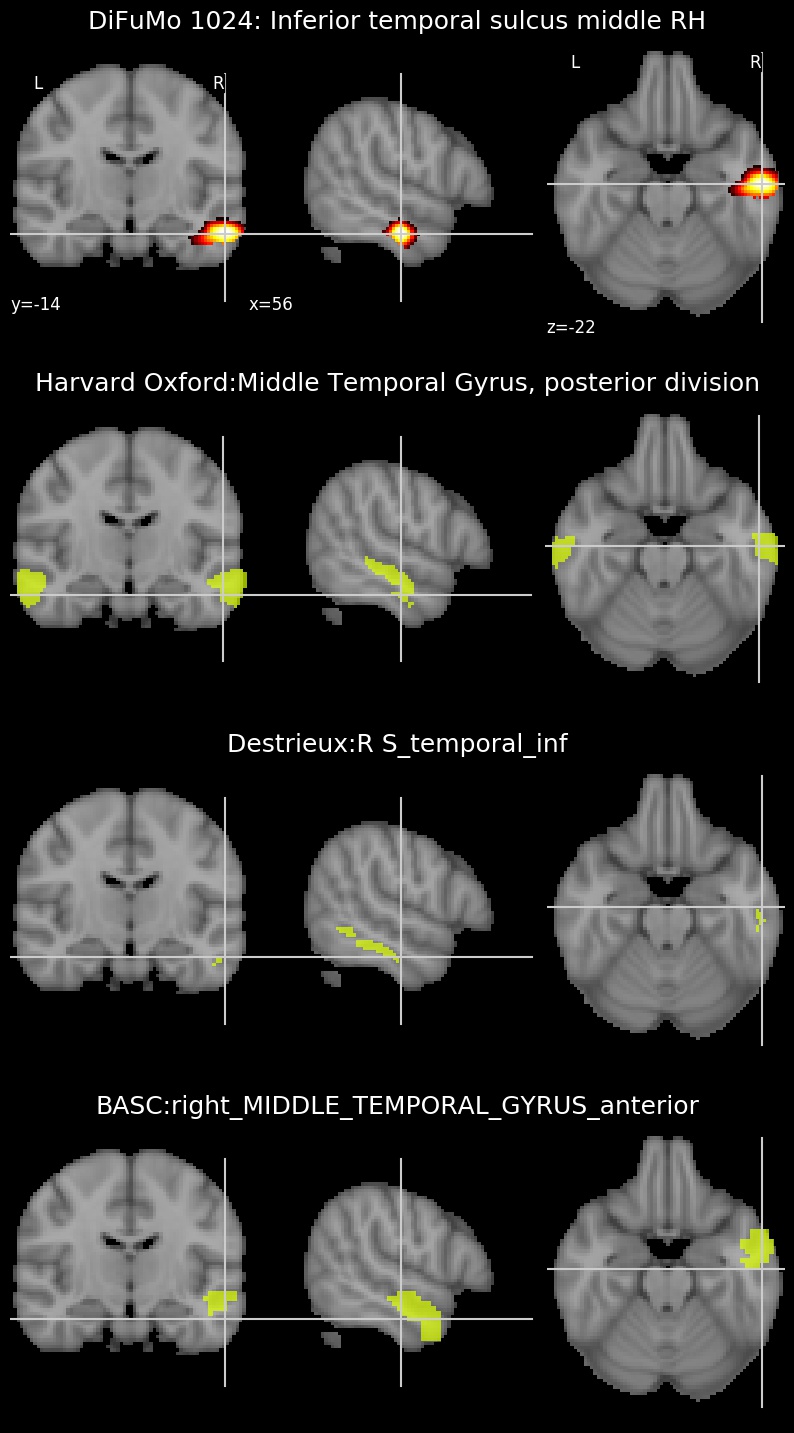 DiFuMo 1024: Inferior temporal sulcus middle RH
L R L R
y=-14 x=56 z=-22
Harvard Oxford:Middle Temporal Gyrus, posterior division
Destrieux:R S_temporal_inf
BASC:right_MIDDLE_TEMPORAL_GYRUS_anterior